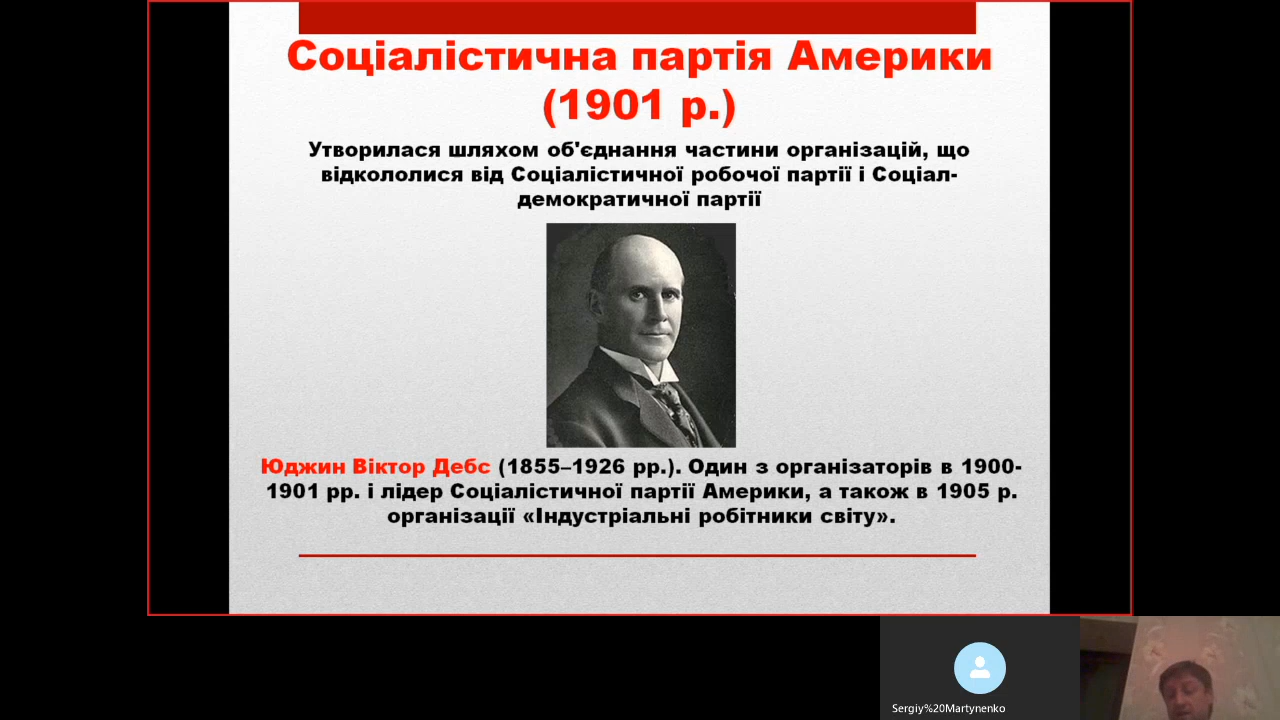 Соціалістична партія Америки
(1901 р.)
Утворилася шляхом об'єднання частини організацій, що
відкололися від Соціалістичної робочої партії і Соціал-
демократичної партії
Юджин Віктор Дебс (1855–1926 рр.). Один з організаторів в 1900-
1901 рр. і лідер Соціалістичної партії Америки, а також в 1905 р.
організації «Індустріальні робітники світу».
Sergiy%20Martynenko